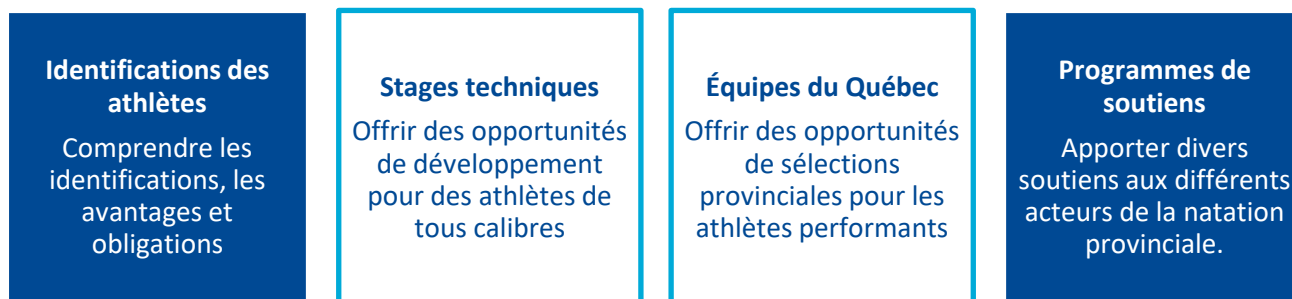 Identifications des
athlètes
Comprendre les
identifications, les
avantages et
obligations
Stages techniques
Offrir des opportunités
de développement
pour des athlètes de
tous calibres
Équipes du Québec
Offrir des opportunités
de sélections
provinciales pour les
athlètes performants
Programmes de
soutiens
Apporter divers
soutiens aux différents
acteurs de la natation
provinciale.